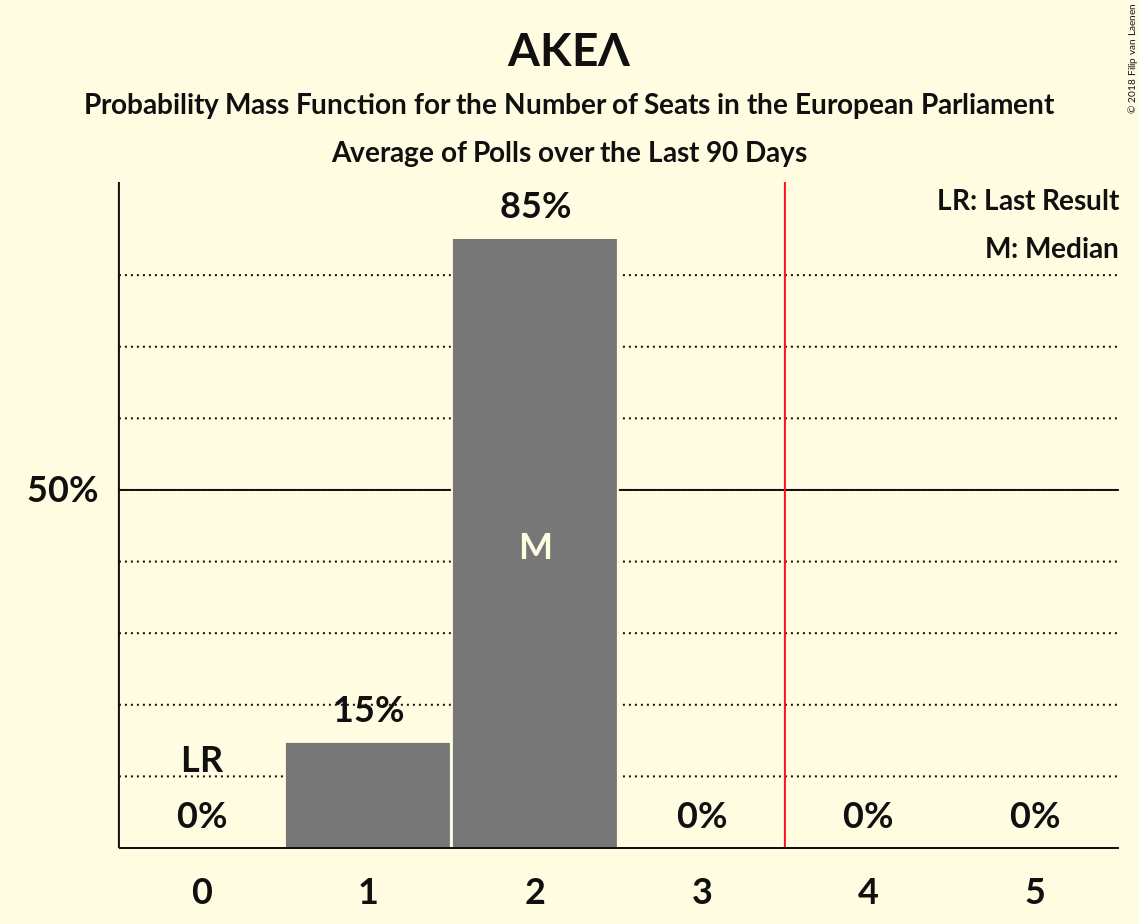 ΑΚΕΛ
Probability Mass Function for the Number of Seats in the European Parliament
Average of Polls over the Last 90 Days
© 2018 Filip van Laenen
LR: Last Result
M: Median
85%
50%
M
15%
LR
0%
0%
0%
0%
0
1
2
3
4
5